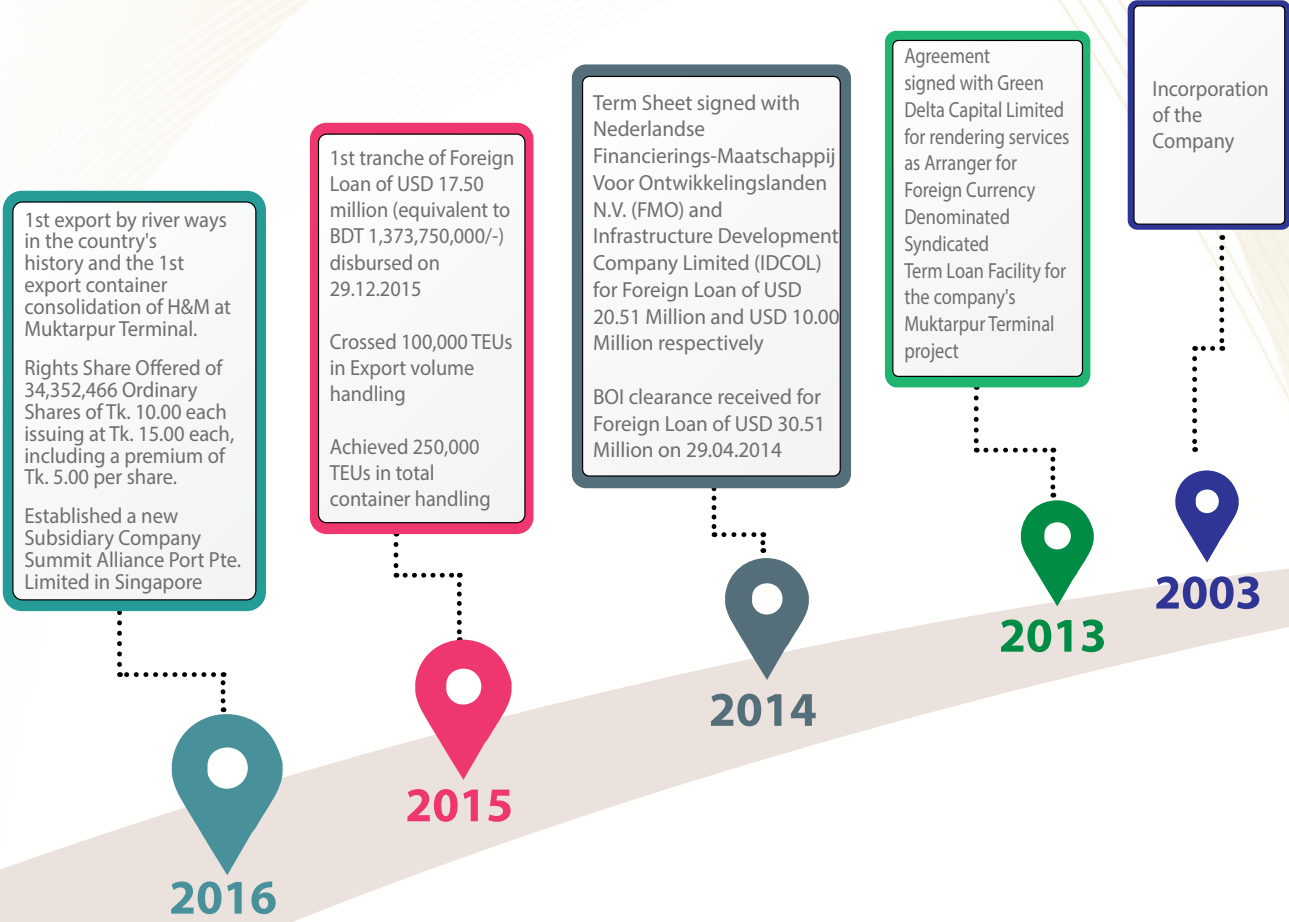 1st export by river ways
in the country's
history and the 1st
export container
consolidation of H&M at
Muktarpur Terminal.
Rights Share Offered of
34,352,466 Ordinary
Shares of Tk. 10.00 each
issuing at Tk. 15.00 each,
including a premium of
Tk. 5.00 per share.
Established a new
Subsidiary Company
Summit Alliance Port Pte.
Limited in Singapore
2016
1st tranche of Foreign
Loan of USD 17.50
million (equivalent to
BDT 1,373,750,000/-)
disbursed on
29.12.2015
Crossed 100,000 TEUs
in Export volume
handling
Achieved 250,000
TEUs in total
container handling
2015
Term Sheet signed with
Nederlandse
Financierings-Maatschappij
Voor Ontwikkelingslanden
N.V. (FMO) and
Infrastructure Development
Company Limited (IDCOL)
for Foreign Loan of USD
20.51 Million and USD 10.00
Million respectively
BOI clearance received for
Foreign Loan of USD 30.51
Million on 29.04.2014
2014
Agreement
signed with Green
Delta Capital Limited
for rendering services
as Arranger for
Foreign Currency
Denominated
Syndicated
Term Loan Facility for
the company's
Muktarpur Terminal
project
2013
Incorporation
of the
Company
2003